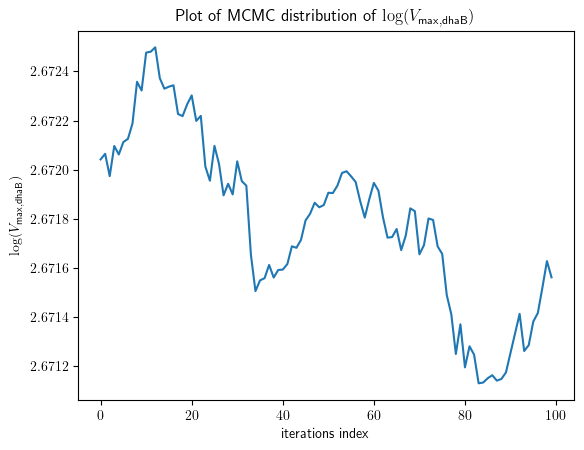 Plot of MCMC distribution of log(V_max,dhaB)
log(V_max,dhaB)
2.6724
2.6722
2.6720
2.6718
2.6716
2.6714
2.6712
0 20 40 60 80 100
iterations index